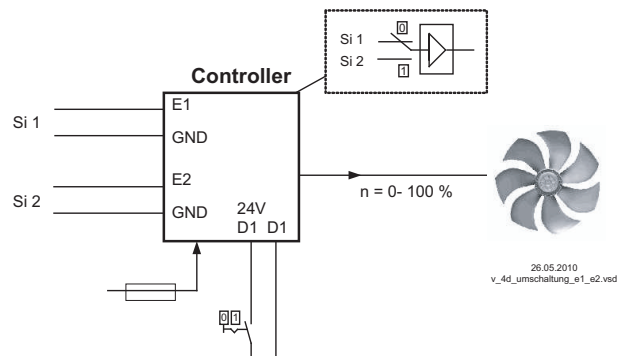 0
Si 1
Si 2
1
Controller
E1
Si 1
GND
E2
Si 2
GND
24V
D1 D1
n = 0- 100 %
26.05.2010
v_4d_umschaltung_e1_e2.vsd
0 1